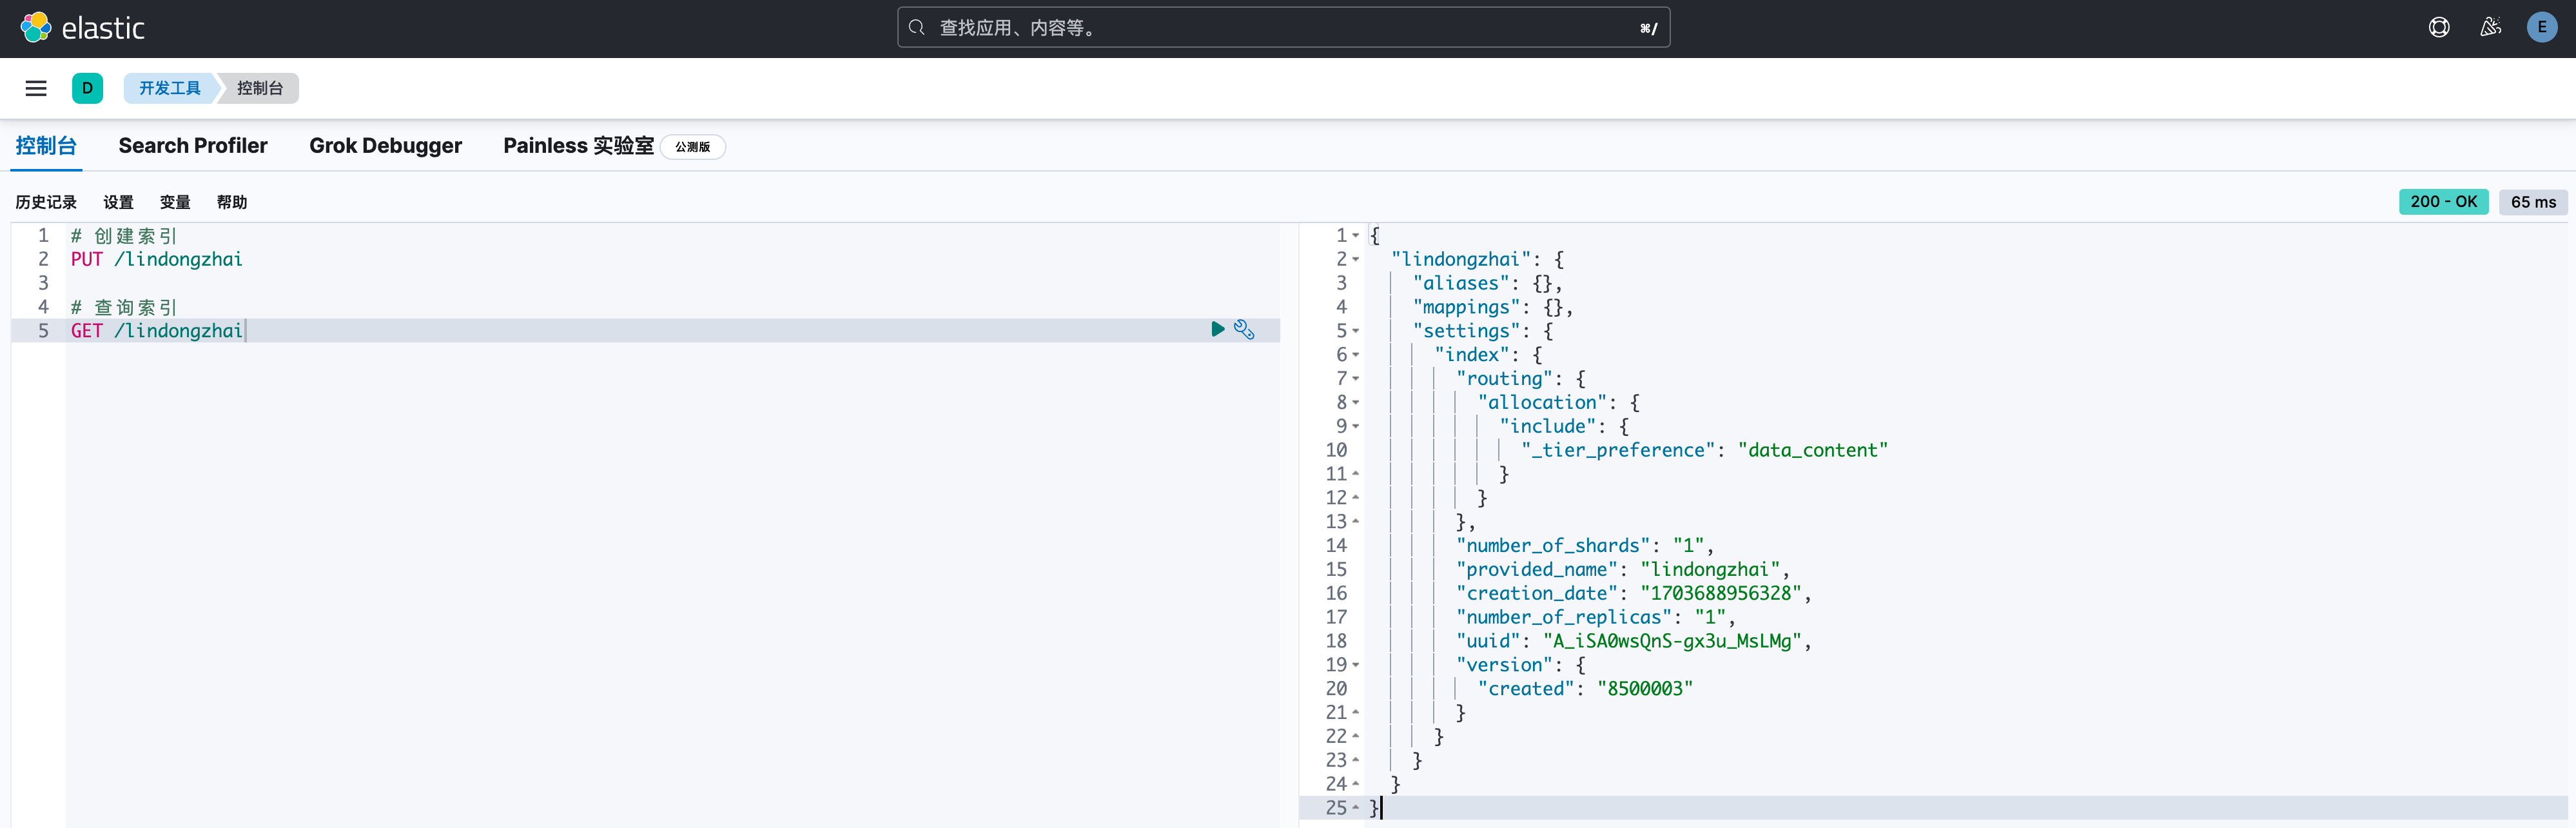 elastic
查找应用、内容等。
⌘/
E
D
开发工具
控制台
控制台
Search Profiler
Grok Debugger
Painless 实验室
公测版
历史记录
设置
变量
帮助
200 - OK
65 ms
1 # 创建索引
2 PUT /lindongzhai
3
4 # 查询索引
5 GET /lindongzhai
1 {
2 "lindongzhai": {
3 "aliases": {},
4 "mappings": {},
5 "settings": {
6 "index": {
7 "routing": {
8 "allocation": {
9 "include": {
10 "_tier_preference": "data_content"
11 }
12 }
13 },
14 "number_of_shards": "1",
15 "provided_name": "lindongzhai",
16 "creation_date": "1703688956328",
17 "number_of_replicas": "1",
18 "uuid": "A_iSA0wsQnS-gx3u_MsLMg",
19 "version": {
20 "created": "8500003"
21 }
22 }
23 }
24 }
25 }